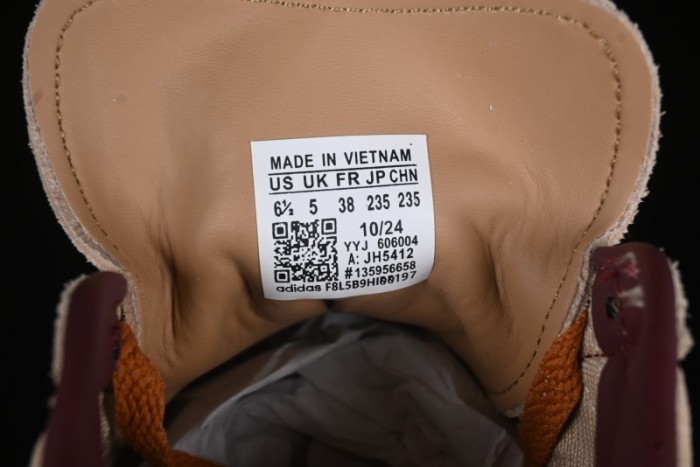 MADE IN VIETNAM
US UK FR JP CHN
6½ 5 38 235 235
10/24
YYJ 606004
A: JH5412
#135956658
adidas F8L5B9HI00197